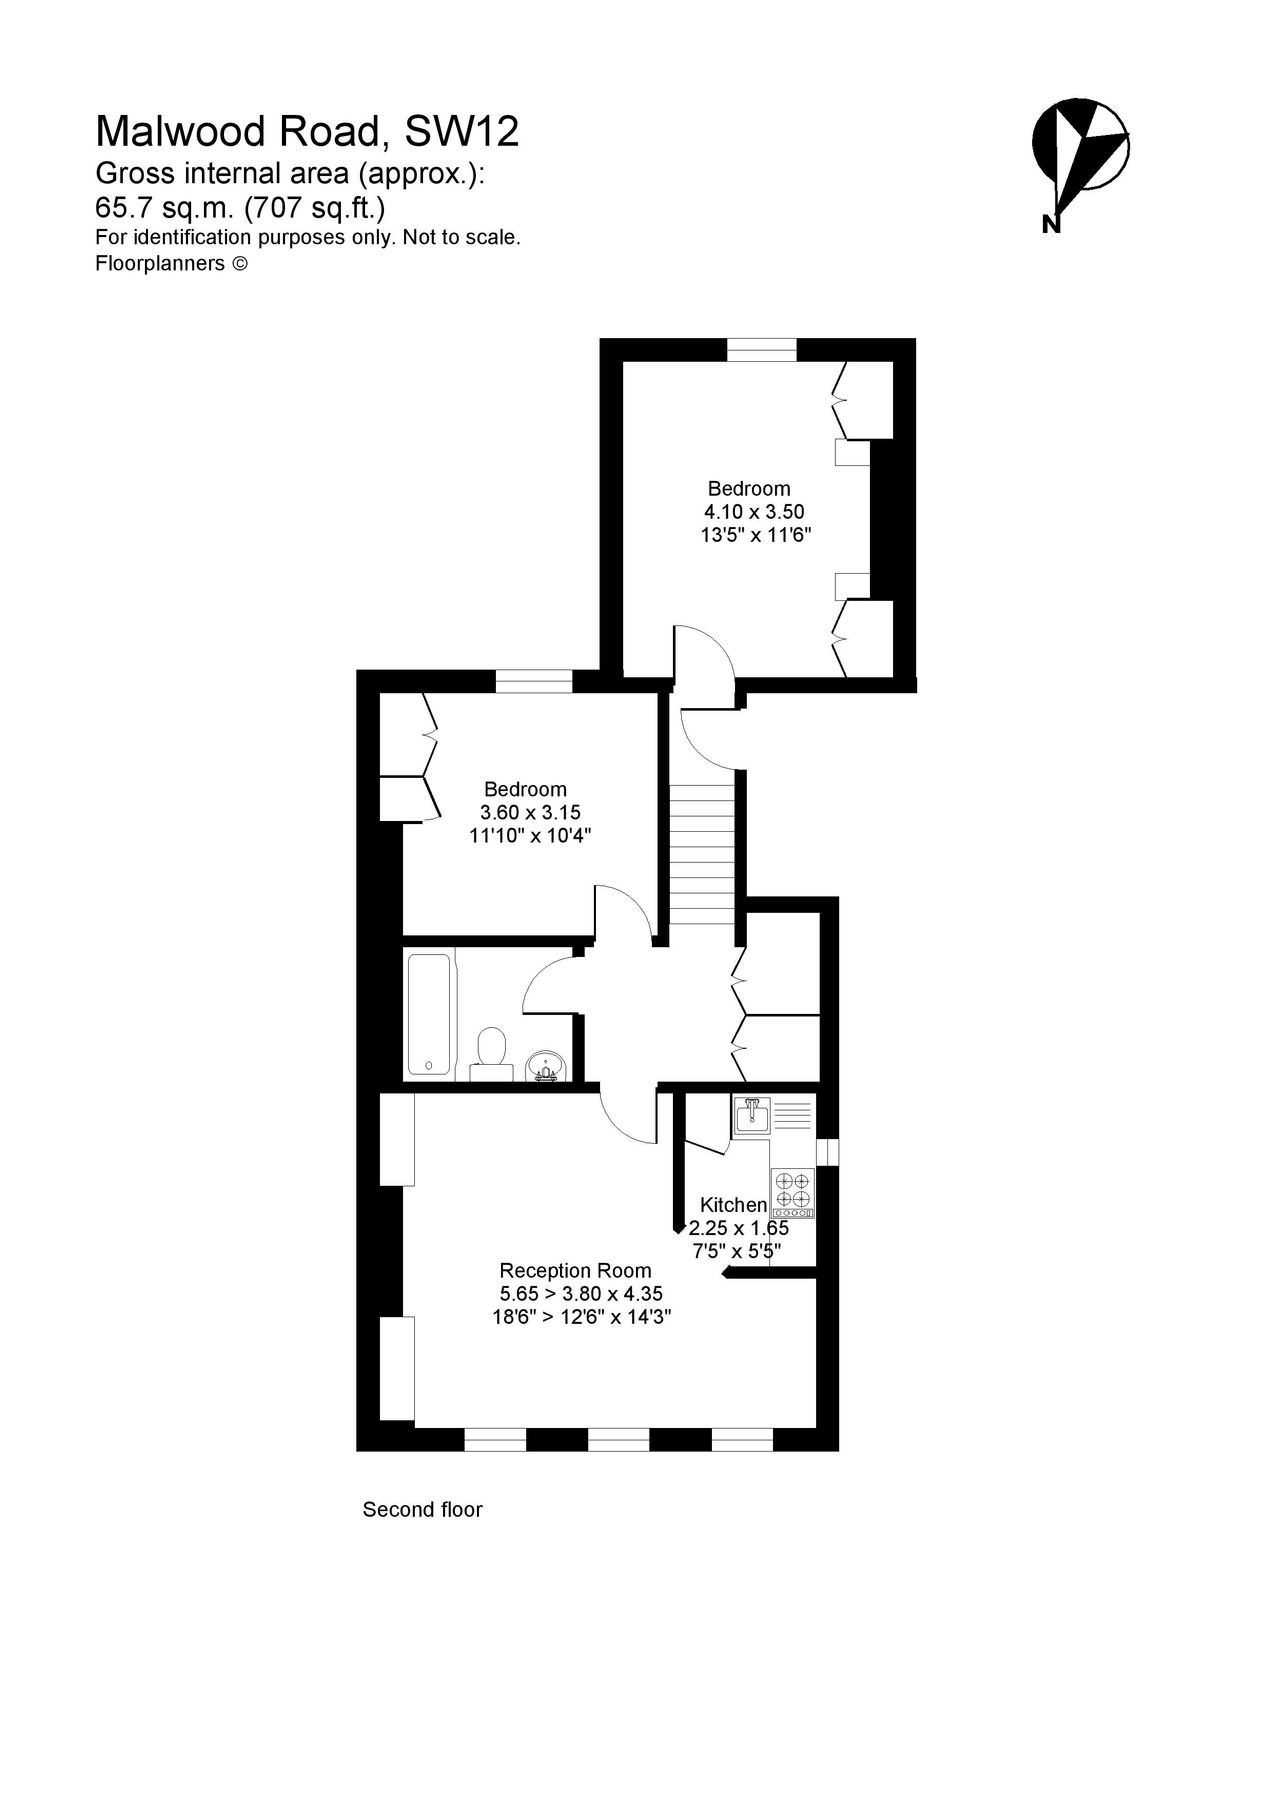 Malwood Road, SW12
Gross internal area (approx.):
65.7 sq.m. (707 sq.ft.)
For identification purposes only. Not to scale.
Floorplanners ©
N
Bedroom
4.10 x 3.50
13'5" x 11'6"
Bedroom
3.60 x 3.15
11'10" x 10'4"
Kitchen
2.25 x 1.65
7'5" x 5'5"
Reception Room
5.65 > 3.80 x 4.35
18'6" > 12'6" x 14'3"
Second floor